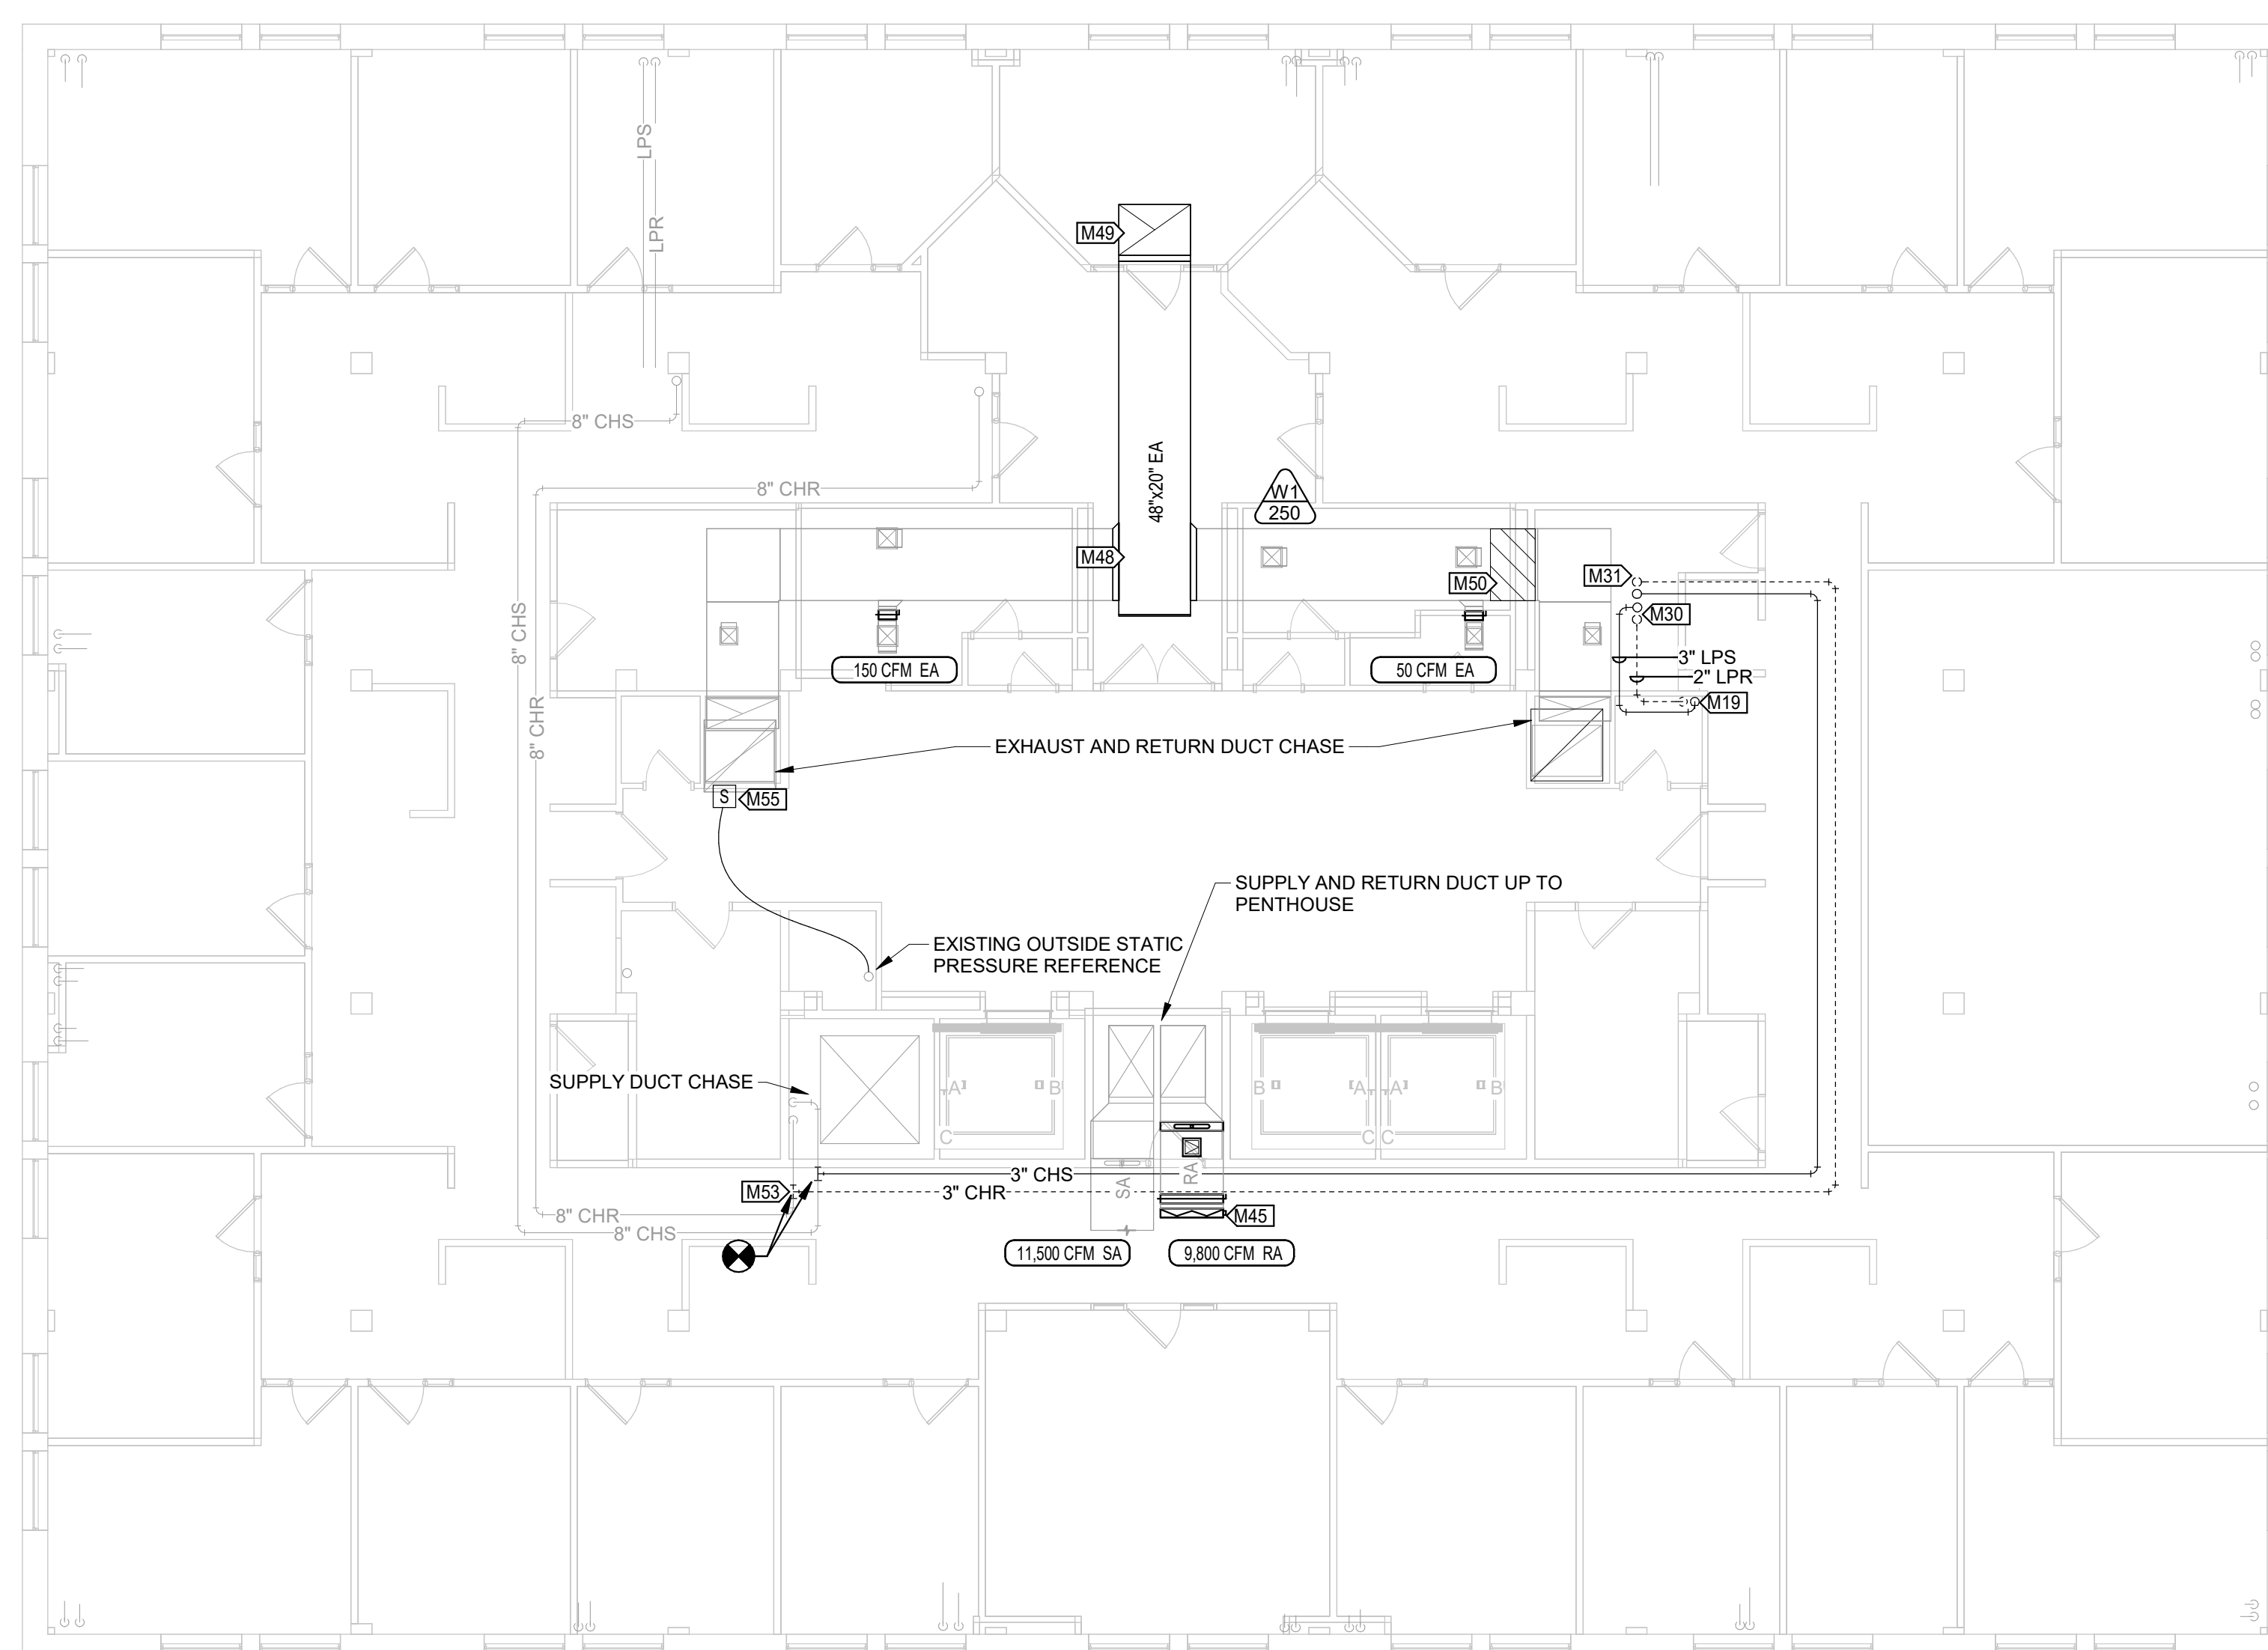 LPS
LPR
M49
8" CHS
48"x20" EA
8" CHR
W1
250
M48
M50
M31
M30
8" CHS
150 CFM EA
50 CFM EA
3" LPS
2" LPR
M19
8" CHR
EXHAUST AND RETURN DUCT CHASE
S
M55
SUPPLY AND RETURN DUCT UP TO
PENTHOUSE
EXISTING OUTSIDE STATIC
PRESSURE REFERENCE
SUPPLY DUCT CHASE
A
B
B
A
A
B
C
C
C
3" CHS
SA
RA
M53
3" CHR
8" CHR
M45
8" CHS
11,500 CFM SA
9,800 CFM RA